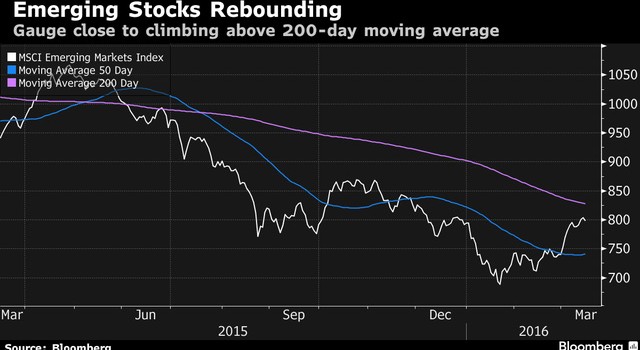 Emerging Stocks Rebounding
Gauge close to climbing above 200-day moving average
MSCI Emerging Markets Index
Moving Average 50 Day
Moving Average 200 Day
1050
1000
950
900
850
800
750
700
Mar Jun Sep Dec Mar
2015 2016
Source: Bloomberg Bloomberg